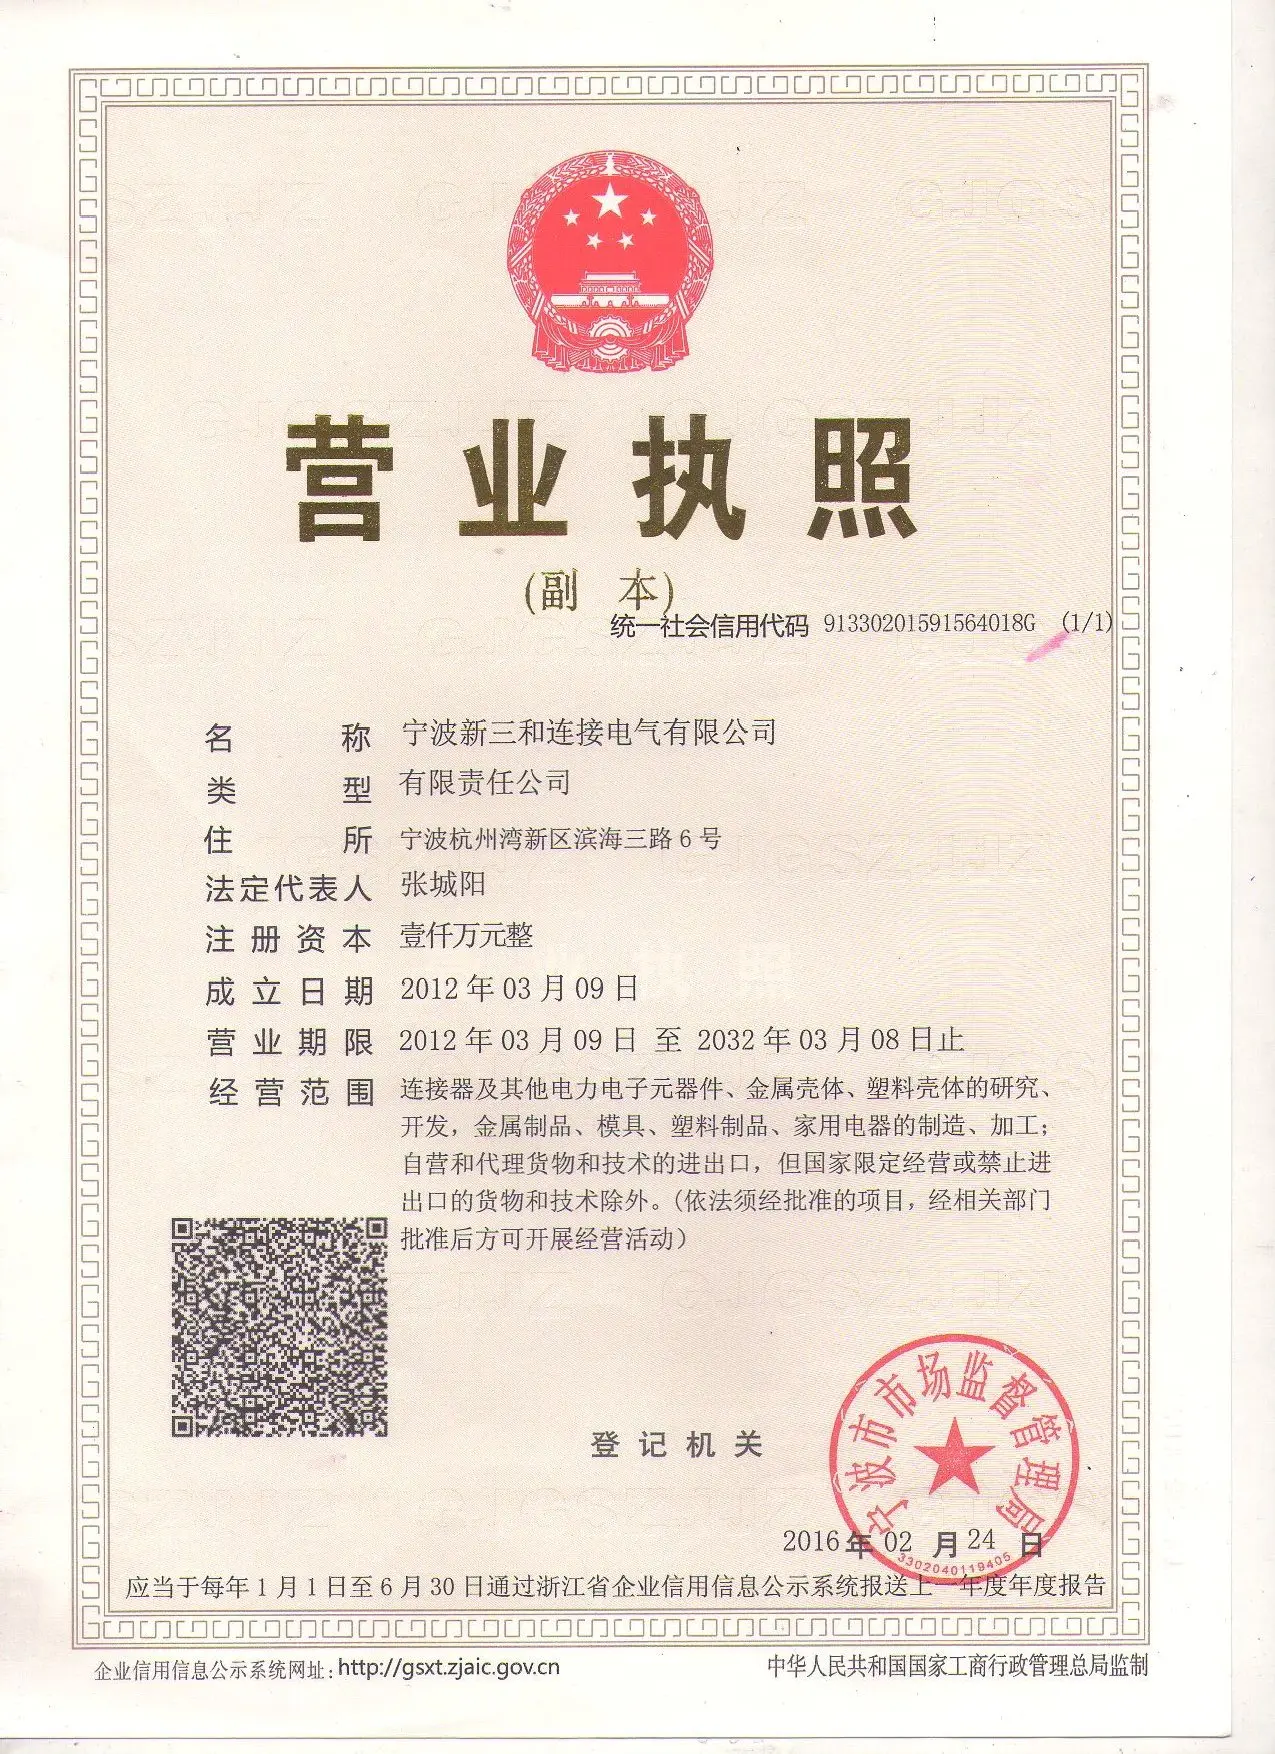 营业执照
(副 本)
统一社会信用代码 91330201591564018G (1/1)
名称 宁波新三和连接电气有限公司
类型 有限责任公司
住所 宁波杭州湾新区滨海三路6号
法定代表人 张城阳
注册资本 壹仟万元整
成立日期 2012年03月09日
营业期限 2012年03月09日 至 2032年03月08日止
经营范围 连接器及其他电力电子元器件、金属壳体、塑料壳体的研究、
开发，金属制品、模具、塑料制品、家用电器的制造、加工；
自营和代理货物和技术的进出口，但国家限定经营或禁止进
出口的货物和技术除外。(依法须经批准的项目，经相关部门
批准后方可开展经营活动）
登记机关
宁波市市场监督管理局
2016年02月24日
3302040119405
应当于每年1月1日至6月30日通过浙江省企业信用信息公示系统报送上一年度年度报告
企业信用信息公示系统网址：http://gsxt.zjaic.gov.cn
中华人民共和国国家工商行政管理总局监制